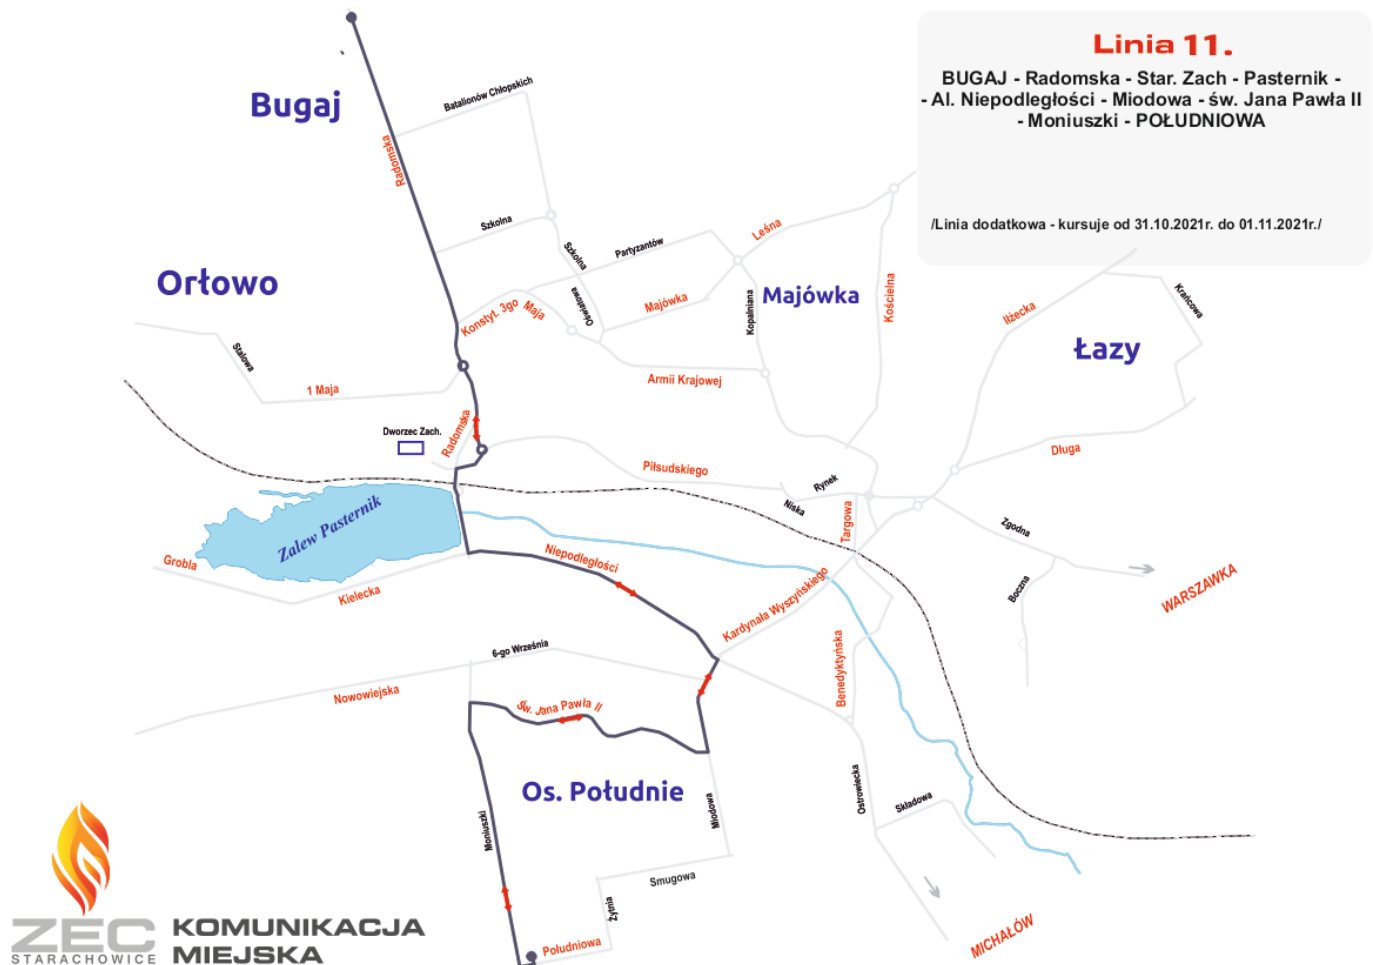 Linia 11.
BUGAJ - Radomska - Star. Zach - Pasternik -
- Al. Niepodległości - Miodowa - św. Jana Pawła II
- Moniuszki - POŁUDNIOWA
/Linia dodatkowa - kursuje od 31.10.2021r. do 01.11.2021r./
Bugaj
Batalionów Chłopskich
Radomska
Szkolna
Szkolna
Partyzantów
Leśna
Orłowo
Oświatowa
Konstyt. 3go Maja
Majówka
Kopalniana
Majówka
Kościelna
Iłżecka
Krańcowa
Łazy
Stalowa
1 Maja
Armii Krajowej
Dworzec Zach.
Radomska
Piłsudskiego
Rynek
Niska
Targowa
Długa
Zgodna
Zalew Pasternik
Grobla
Kielecka
Niepodległości
Kardynała Wyszyńskiego
Boczna
WARSZAWKA
6-go Września
Nowowiejska
Benedyktyńska
Św. Jana Pawła II
Os. Południe
Moniuszki
Miodowa
Ostrowiecka
Składowa
Smugowa
Żytnia
Południowa
MICHAŁÓW
ZEC
STARACHOWICE
KOMUNIKACJA
MIEJSKA